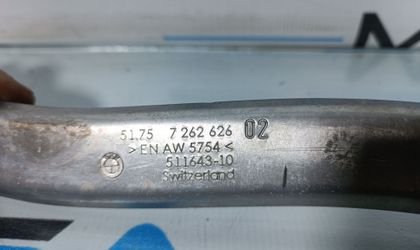 51.75 7 262 626 02
>EN AW 5754<
511643-10
Switzerland